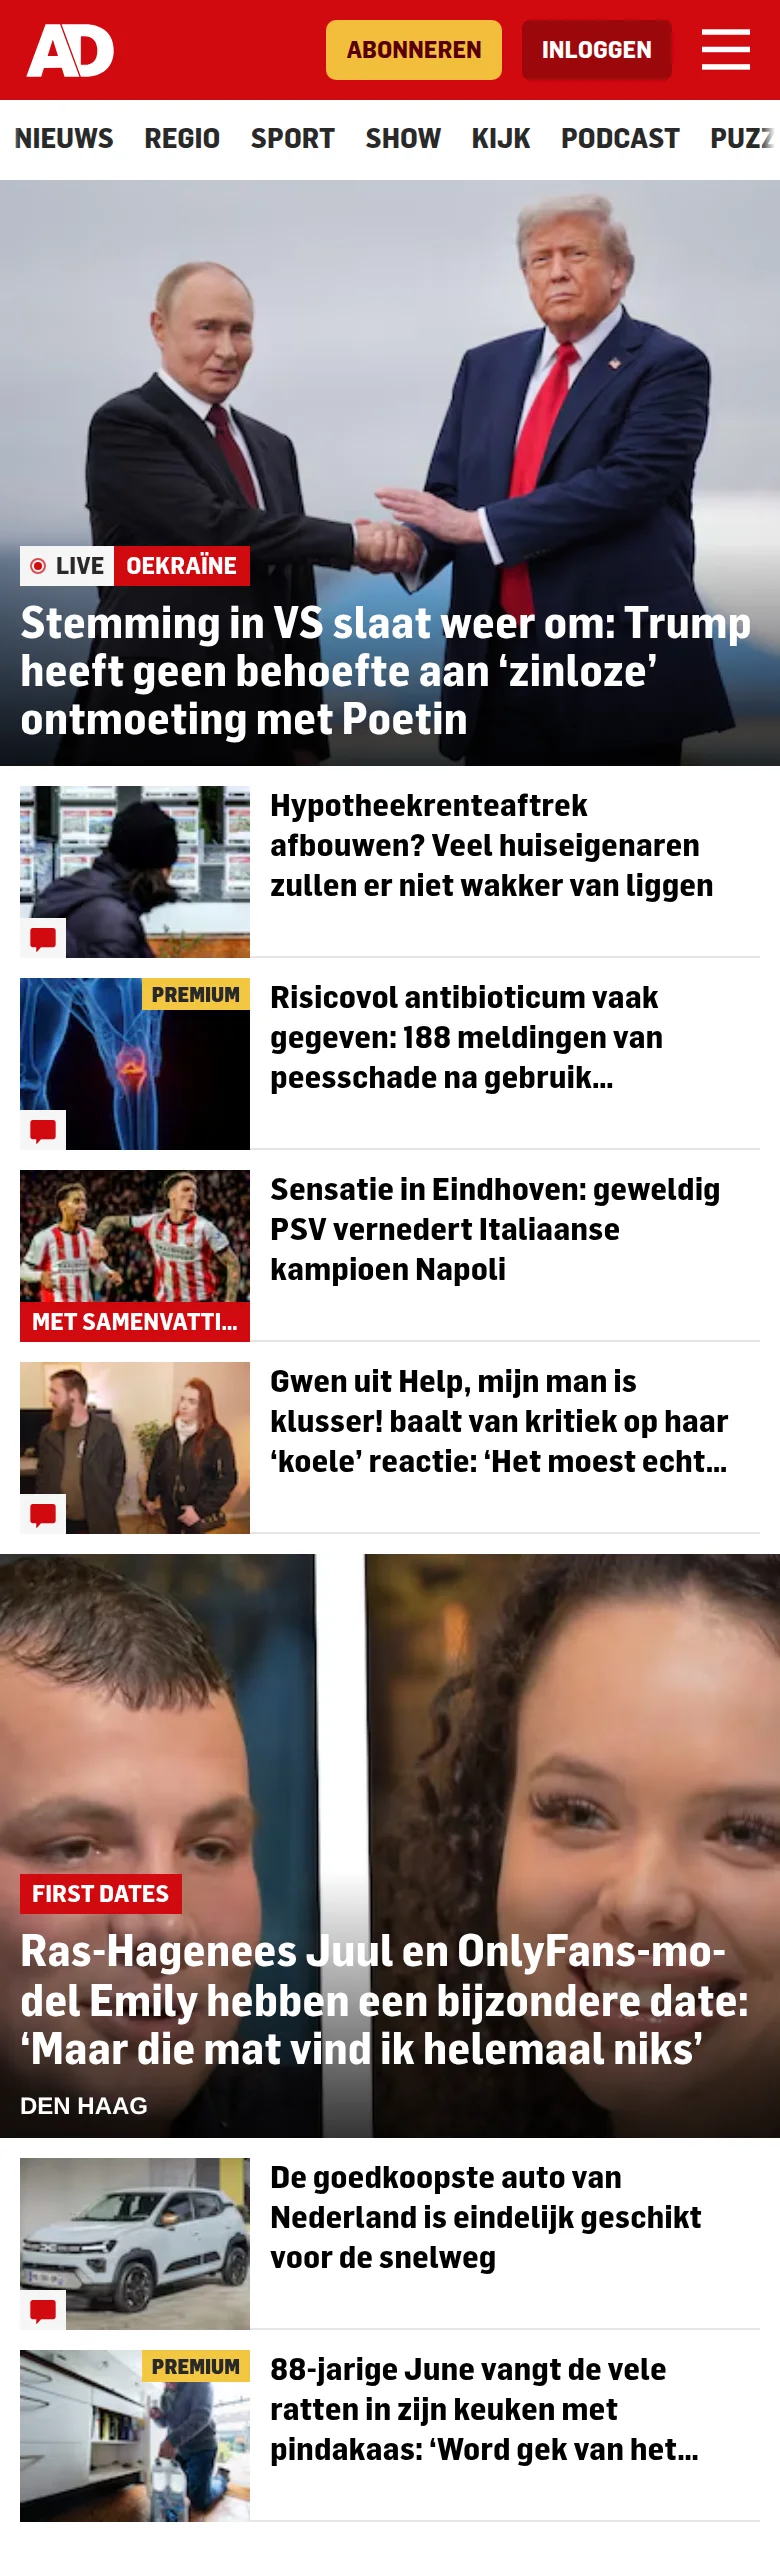 AD
ABONNEREN
INLOGGEN
NIEUWS REGIO SPORT SHOW KIJK PODCAST PUZZ
LIVE OEKRAÏNE
Stemming in VS slaat weer om: Trump
heeft geen behoefte aan ‘zinloze’
ontmoeting met Poetin
Hypotheekrenteaftrek
afbouwen? Veel huiseigenaren
zullen er niet wakker van liggen
PREMIUM
Risicovol antibioticum vaak
gegeven: 188 meldingen van
peesschade na gebruik...
MET SAMENVATTI...
Sensatie in Eindhoven: geweldig
PSV vernedert Italiaanse
kampioen Napoli
Gwen uit Help, mijn man is
klusser! baalt van kritiek op haar
‘koele’ reactie: ‘Het moest echt...
FIRST DATES
Ras-Hagenees Juul en OnlyFans-mo-
del Emily hebben een bijzondere date:
‘Maar die mat vind ik helemaal niks’
DEN HAAG
De goedkoopste auto van
Nederland is eindelijk geschikt
voor de snelweg
PREMIUM
88-jarige June vangt de vele
ratten in zijn keuken met
pindakaas: ‘Word gek van het...